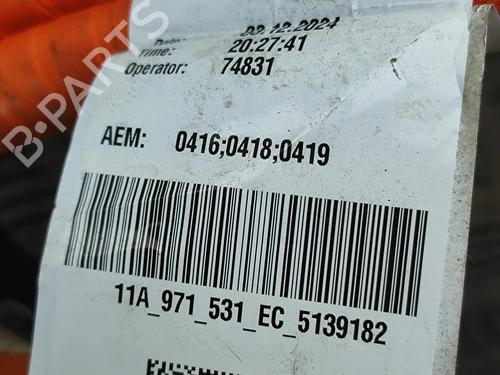 Time: 20:27:41
Operator: 74831
AEM: 0416;0418;0419
11A_971_531_EC_5139182
B-PARTS